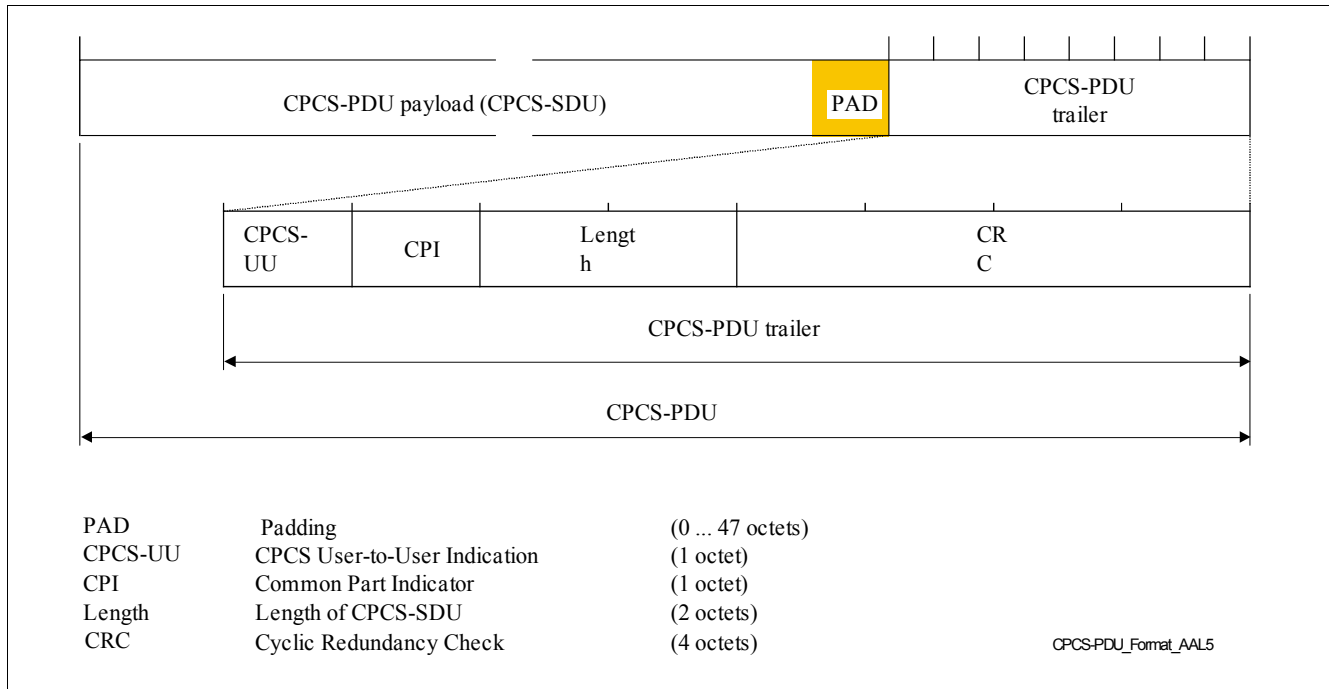 CPCS-PDU payload (CPCS-SDU)
PAD
CPCS-PDU
trailer
CPCS-
UU
CPI
Lengt
h
CR
C
CPCS-PDU trailer
CPCS-PDU
PAD Padding (0 ... 47 octets)
CPCS-UU CPCS User-to-User Indication (1 octet)
CPI Common Part Indicator (1 octet)
Length Length of CPCS-SDU (2 octets)
CRC Cyclic Redundancy Check (4 octets)
CPCS-PDU_Format_AAL5